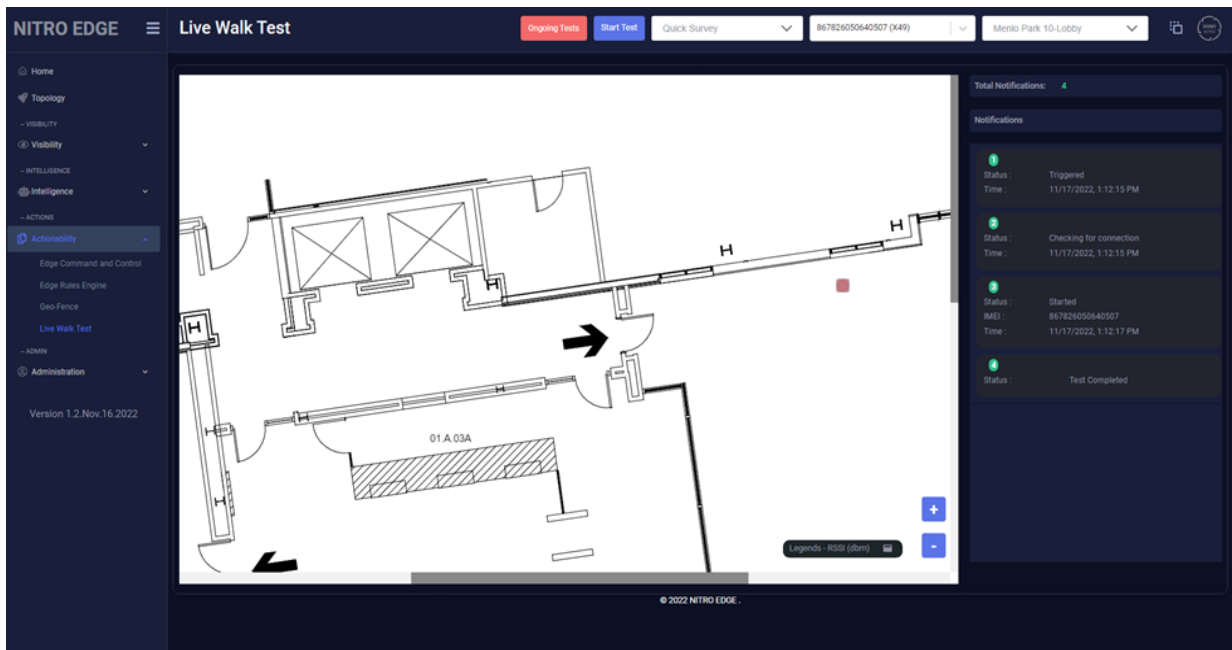 NITRO EDGE
Live Walk Test
Ongoing Tests
Start Test
Quick Survey
867826050640507 (X49)
Menlo Park 10-Lobby
Home
Topology
– VISIBILITY
Visibility
– INTELLIGENCE
Intelligence
– ACTIONS
Actionability
Edge Command and Control
Edge Rules Engine
Geo-Fence
Live Walk Test
– ADMIN
Administration
Version 1.2.Nov.16.2022
01.A.03A
+
-
Legends - RSSI (dbm)
Total Notifications: 4
Notifications
1
Status : Triggered
Time : 11/17/2022, 1:12:15 PM
2
Status : Checking for connection
Time : 11/17/2022, 1:12:15 PM
3
Status : Started
IMEI : 867826050640507
Time : 11/17/2022, 1:12:17 PM
4
Status : Test Completed
© 2022 NITRO EDGE .